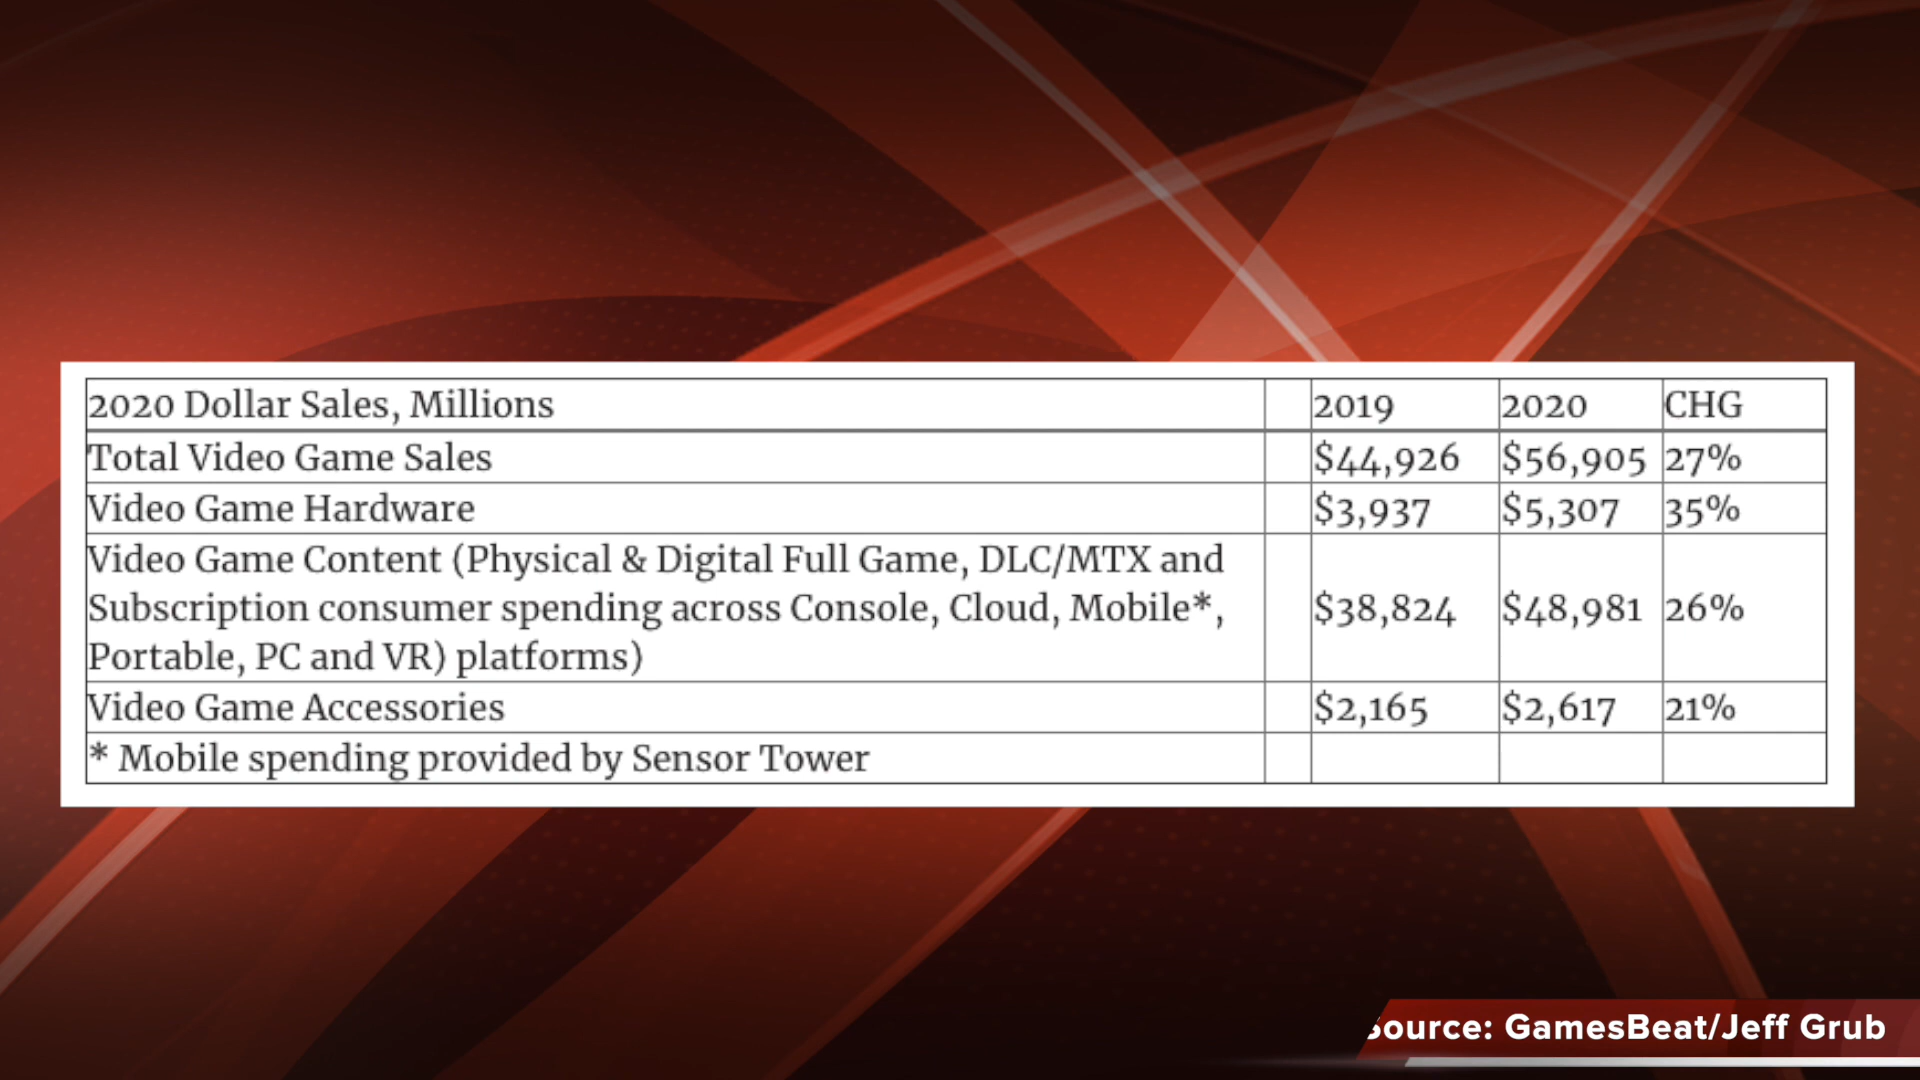 2020 Dollar Sales, Millions 2019 2020 CHG
Total Video Game Sales $44,926 $56,905 27%
Video Game Hardware $3,937 $5,307 35%
Video Game Content (Physical & Digital Full Game, DLC/MTX and
Subscription consumer spending across Console, Cloud, Mobile*, $38,824 $48,981 26%
Portable, PC and VR) platforms)
Video Game Accessories $2,165 $2,617 21%
* Mobile spending provided by Sensor Tower
Source: GamesBeat/Jeff Grub